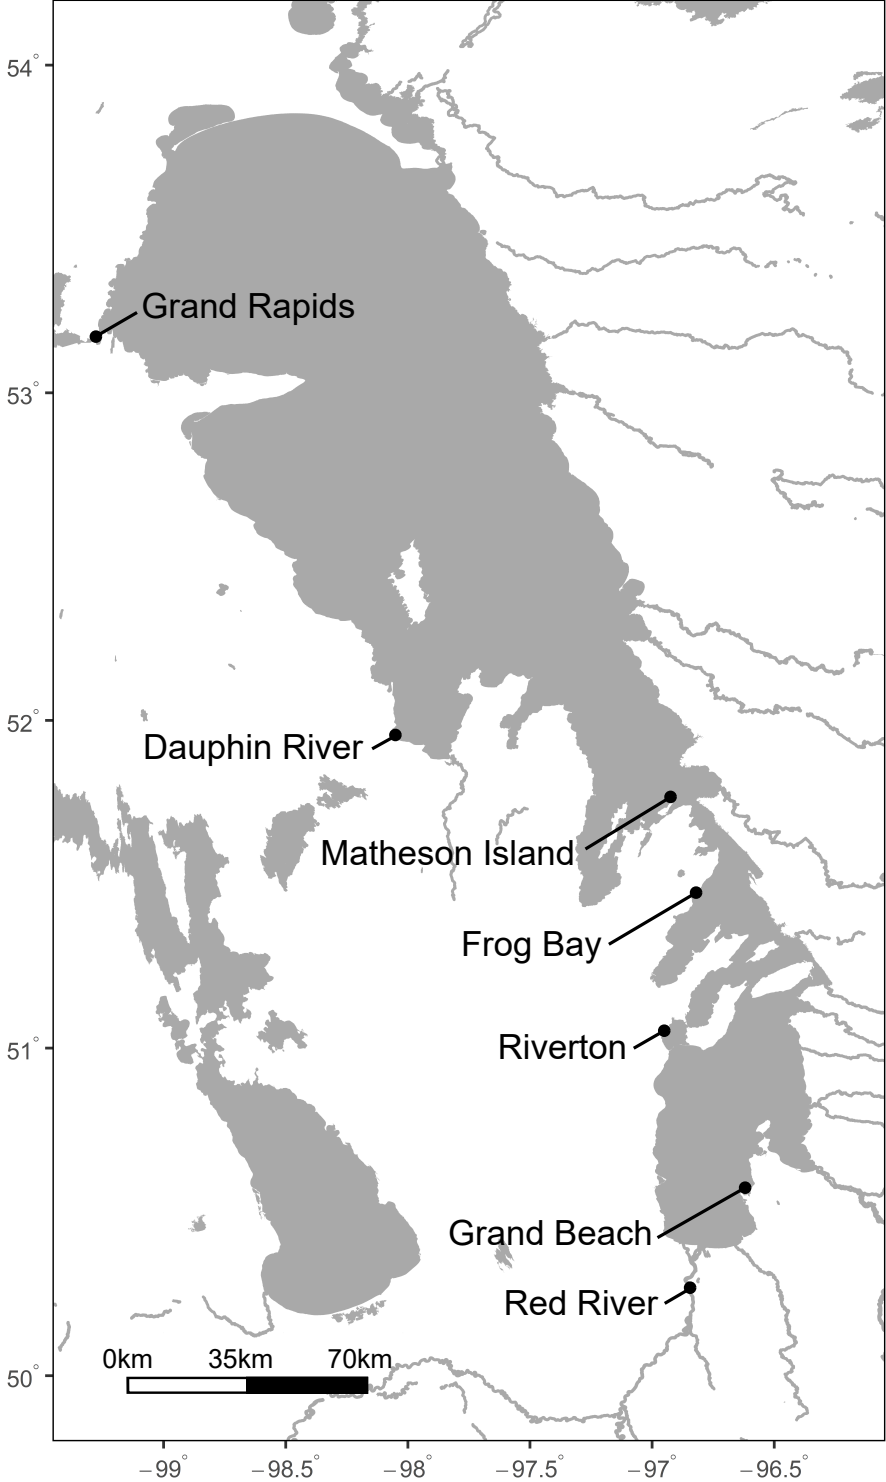 54°
Grand Rapids
53°
52°
Dauphin River
Matheson Island
Frog Bay
51°
Riverton
Grand Beach
Red River
0km 35km 70km
50°
−99° −98.5° −98° −97.5° −97° −96.5°